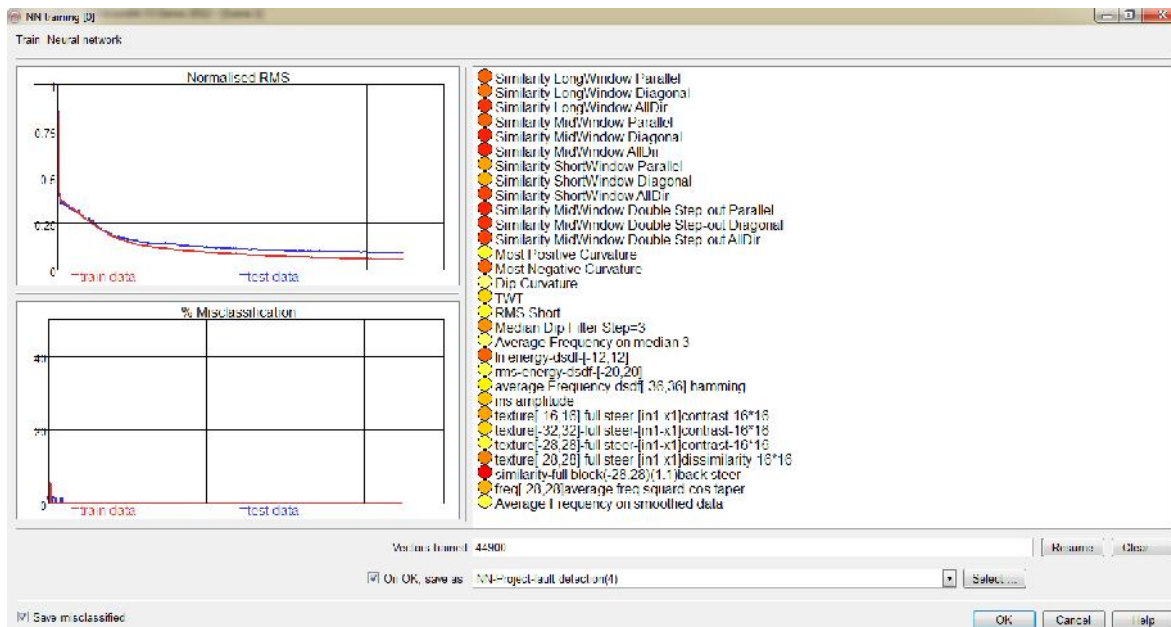 NN training [0]
Train Neural network
Normalised RMS
1
0.75
0.5
0.25
0
train data
test data
% Misclassification
40
20
0
train data
test data
Similarity LongWindow Parallel
Similarity LongWindow Diagonal
Similarity LongWindow AllDir
Similarity MidWindow Parallel
Similarity MidWindow Diagonal
Similarity MidWindow AllDir
Similarity ShortWindow Parallel
Similarity ShortWindow Diagonal
Similarity ShortWindow AllDir
Similarity MidWindow Double Step-out Parallel
Similarity MidWindow Double Step-out Diagonal
Similarity MidWindow Double Step-out AllDir
Most Positive Curvature
Most Negative Curvature
Dip Curvature
TWT
RMS Short
Median Dip Filter Step=3
Average Frequency on median 3
ln energy-dsdf-[-12,12]
rms-energy-dsdf-[-20,20]
average Frequency dsdf[-36,36] hamming
ms amplitude
texture[-16,16]-full steer-[in1-x1]contrast-16*16
texture[-32,32]-full-steer-[in1-x1]contrast-16*16
texture[-28,28]-full-steer-[in1-x1]contrast-16*16
texture[-28,28]-full steer-[in1-x1]dissimilarity-16*16
similarity-full block(-28,28)(1,1)back steer
freq[-28,28]average freq squard cos taper
Average Frequency on smoothed data
Vectors trained 44900
Resume
Clear
On OK, save as NN-Project-fault detection(4)
Select ...
Save misclassified
OK
Cancel
Help